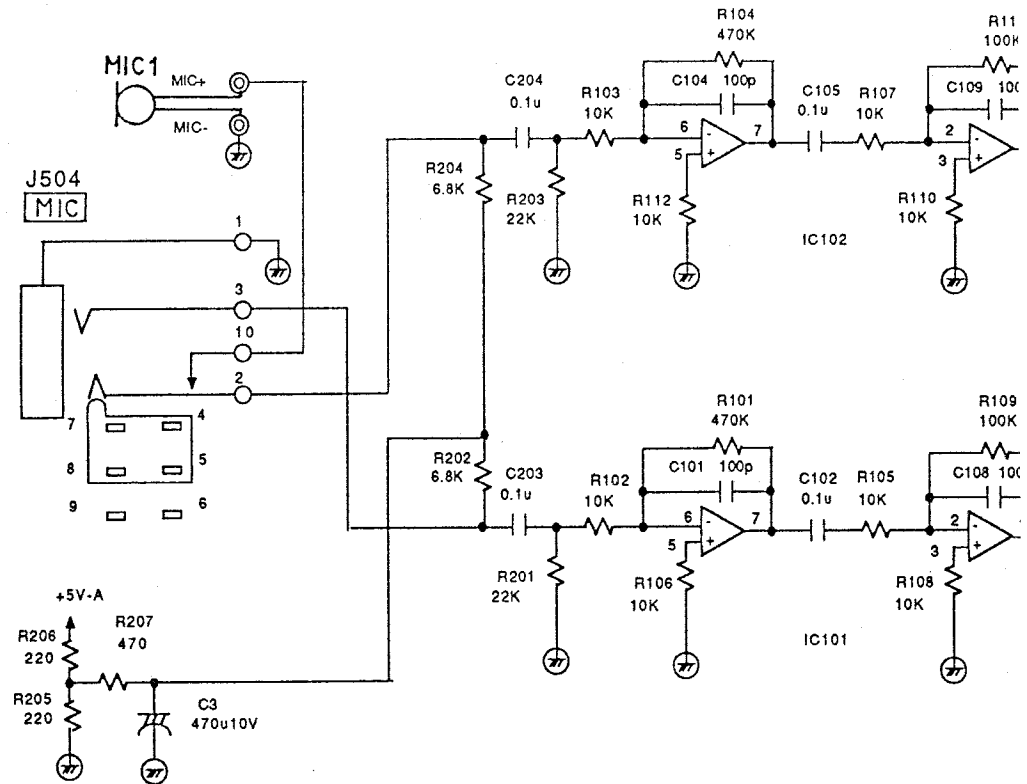 R104
470K
R11
100K
MIC1
MIC+
MIC-
C204
0.1u
R103
10K
C104 100p
C105
0.1u
R107
10K
C109 100
6
7
5
2
3
R204
6.8K
R203
22K
R112
10K
R110
10K
IC102
J504
MIC
1
3
10
2
7
4
8
5
9
6
R101
470K
R109
100K
R202
6.8K
C203
0.1u
R102
10K
C101 100p
C102
0.1u
R105
10K
C108 100
6
7
5
2
3
R201
22K
R106
10K
R108
10K
IC101
+5V-A
R206
220
R207
470
R205
220
C3
470u10V